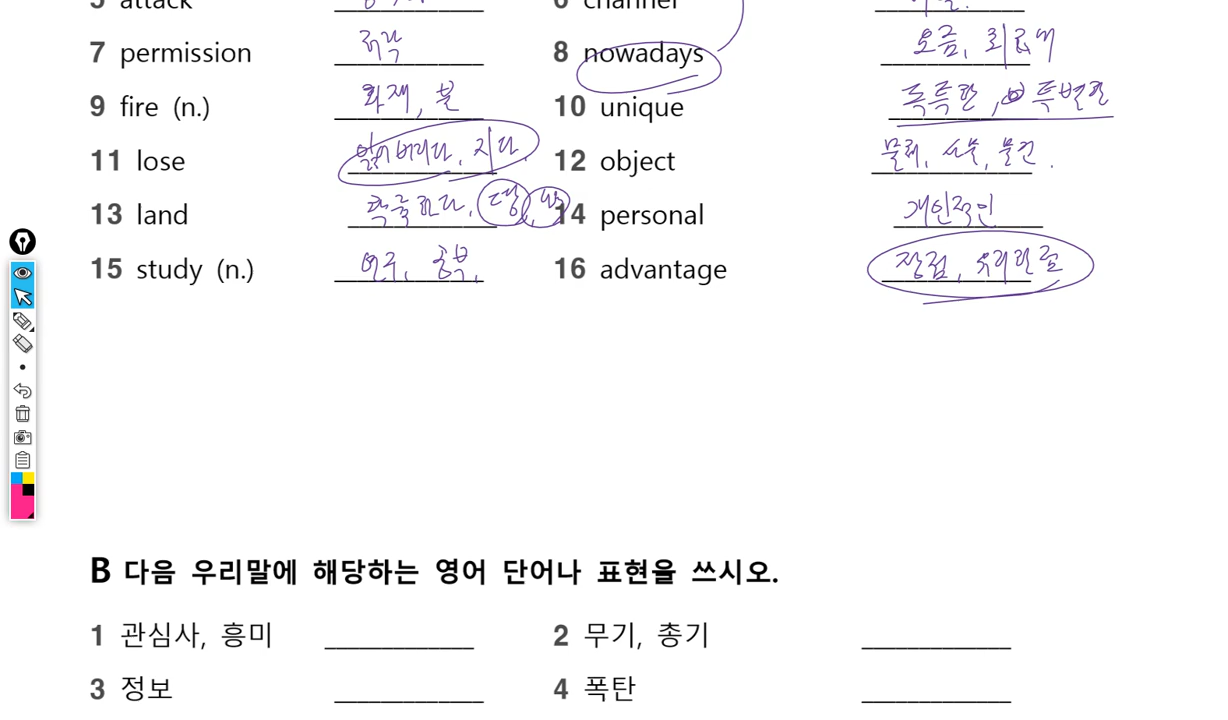 5 attack 6 channel
7 permission 허락 8 nowadays 요즘, 최근에
9 fire (n.) 화재, 불 10 unique 독특한, 특별한
11 lose 잃어버리다, 지다. 12 object 물체, 사물, 물건.
13 land 착륙하다, 땅, 14 personal 개인적인
15 study (n.) 연구, 공부, 16 advantage 장점, 유리한 점
B 다음 우리말에 해당하는 영어 단어나 표현을 쓰시오.
1 관심사, 흥미 2 무기, 총기
3 정보 4 폭탄